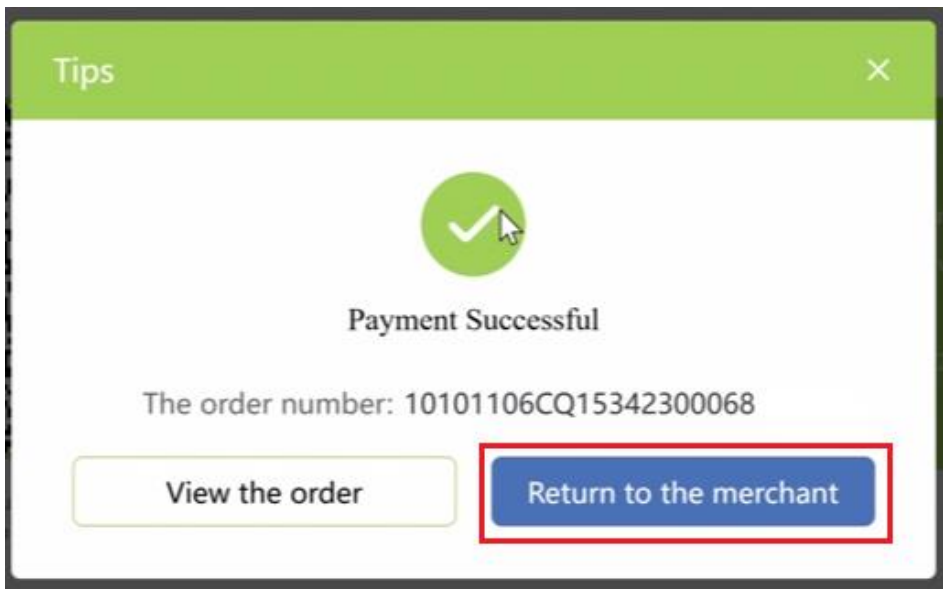 Tips
Payment Successful
The order number: 10101106CQ15342300068
View the order
Return to the merchant